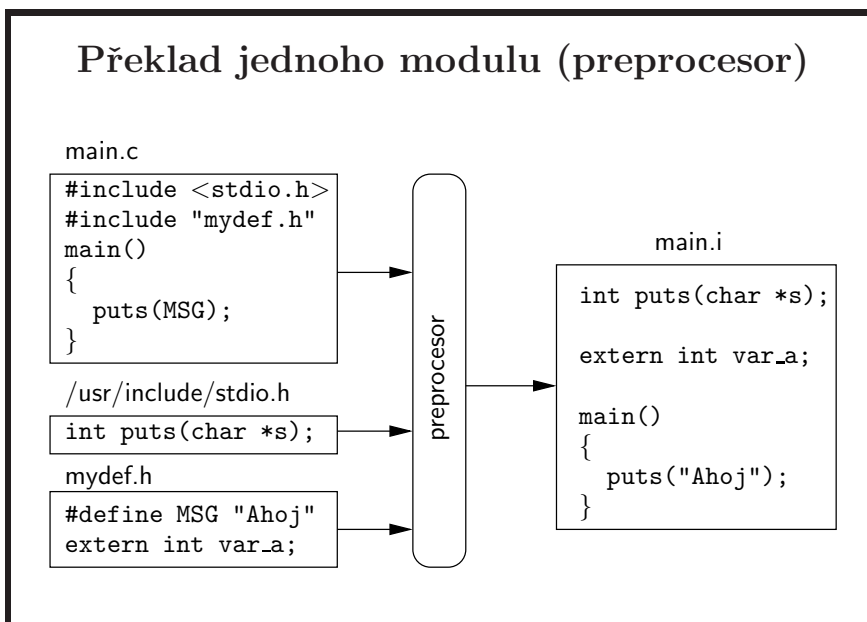 Překlad jednoho modulu (preprocesor)
main.c
#include <stdio.h>
#include "mydef.h"
main()
{
  puts(MSG);
}
/usr/include/stdio.h
int puts(char *s);
mydef.h
#define MSG "Ahoj"
extern int var_a;
preprocesor
main.i
int puts(char *s);
extern int var_a;
main()
{
  puts("Ahoj");
}